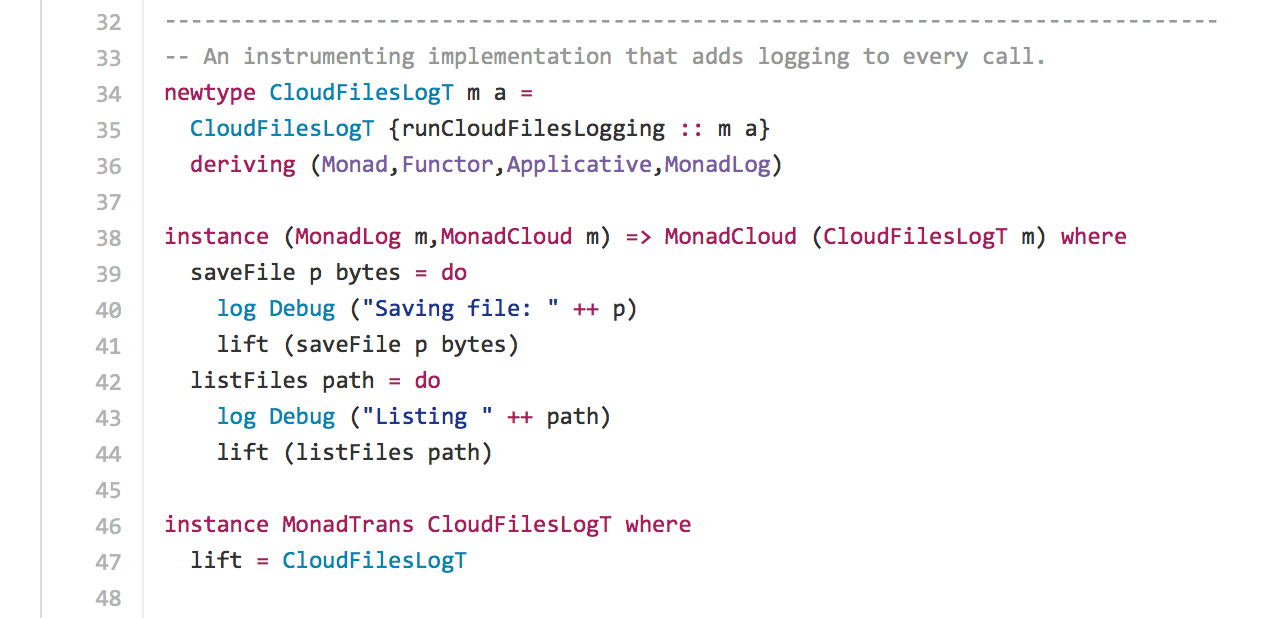 32 --------------------------------------------------------------------------------
33 -- An instrumenting implementation that adds logging to every call.
34 newtype CloudFilesLogT m a =
35   CloudFilesLogT {runCloudFilesLogging :: m a}
36   deriving (Monad,Functor,Applicative,MonadLog)
37
38 instance (MonadLog m,MonadCloud m) => MonadCloud (CloudFilesLogT m) where
39   saveFile p bytes = do
40     log Debug ("Saving file: " ++ p)
41     lift (saveFile p bytes)
42   listFiles path = do
43     log Debug ("Listing " ++ path)
44     lift (listFiles path)
45
46 instance MonadTrans CloudFilesLogT where
47   lift = CloudFilesLogT
48